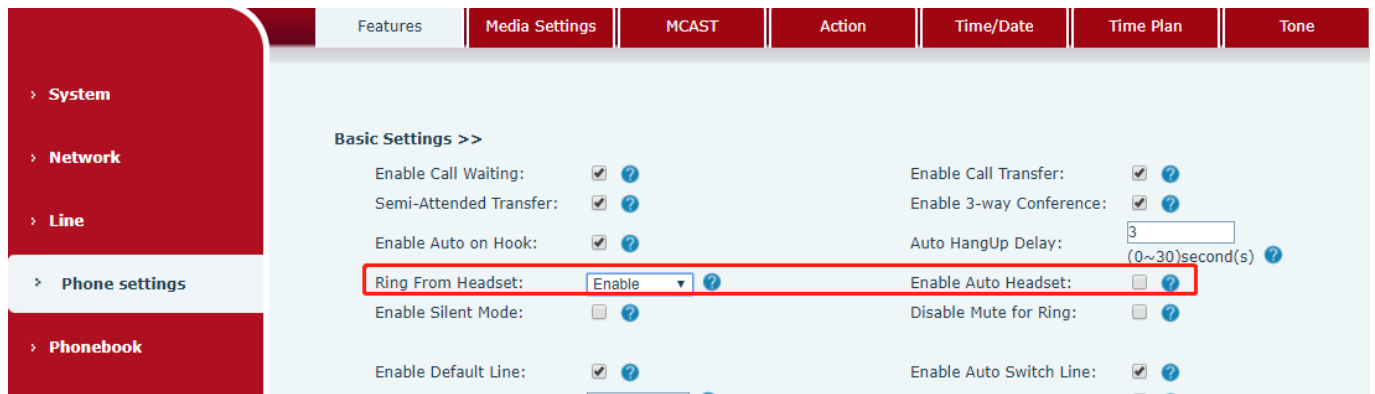 Features Media Settings MCAST Action Time/Date Time Plan Tone
System
Network
Line
Phone settings
Phonebook
Basic Settings >>
Enable Call Waiting: Enable Call Transfer:
Semi-Attended Transfer: Enable 3-way Conference:
Enable Auto on Hook: Auto HangUp Delay: 3
(0~30)second(s)
Ring From Headset: Enable Enable Auto Headset:
Enable Silent Mode: Disable Mute for Ring:
Enable Default Line: Enable Auto Switch Line: